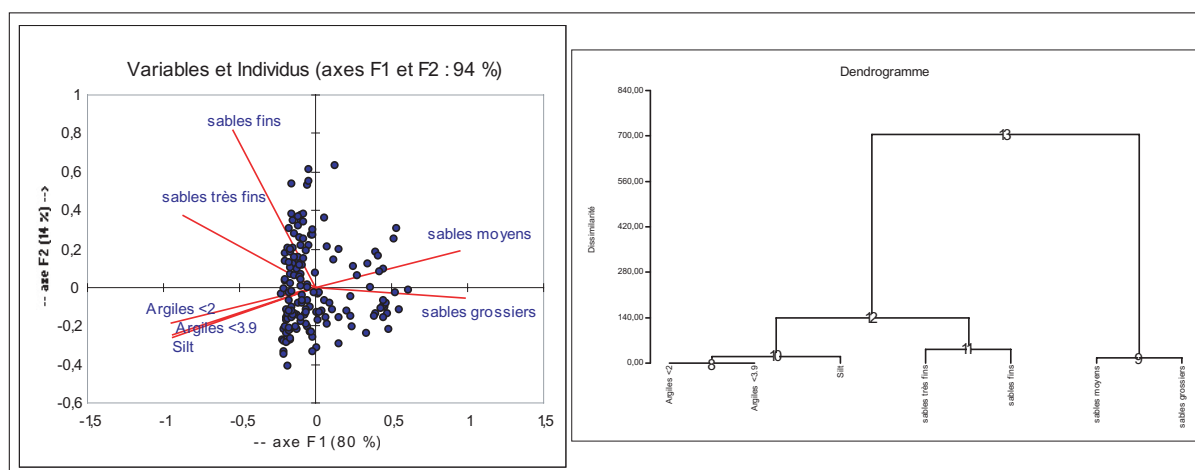 Variables et Individus (axes F1 et F2 : 94 %)
1
0,8
0,6
0,4
0,2
0
-0,2
-0,4
-0,6
-1,5
-1
-0,5
0
0,5
1
1,5
-- axe F2 (14 %) -->
-- axe F1 (80 %) --
sables fins
sables très fins
sables moyens
sables grossiers
Argiles <2
Argiles <3.9
Silt
Dendrogramme
Dissimilarité
840,00
700,00
560,00
420,00
280,00
140,00
0,00
13
12
10
11
8
9
Argiles <2
Argiles <3.9
Silt
sables très fins
sables fins
sables moyens
sables grossiers